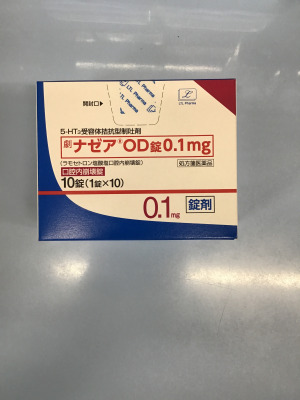 開封口▶
LTL Pharma
LTL Pharma
5-HT₃受容体拮抗型制吐剤
劇 ナゼア®OD錠0.1mg
〈ラモセトロン塩酸塩口腔内崩壊錠〉
処方箋医薬品
口腔内崩壊錠
10錠(1錠×10)
0.1mg
錠剤